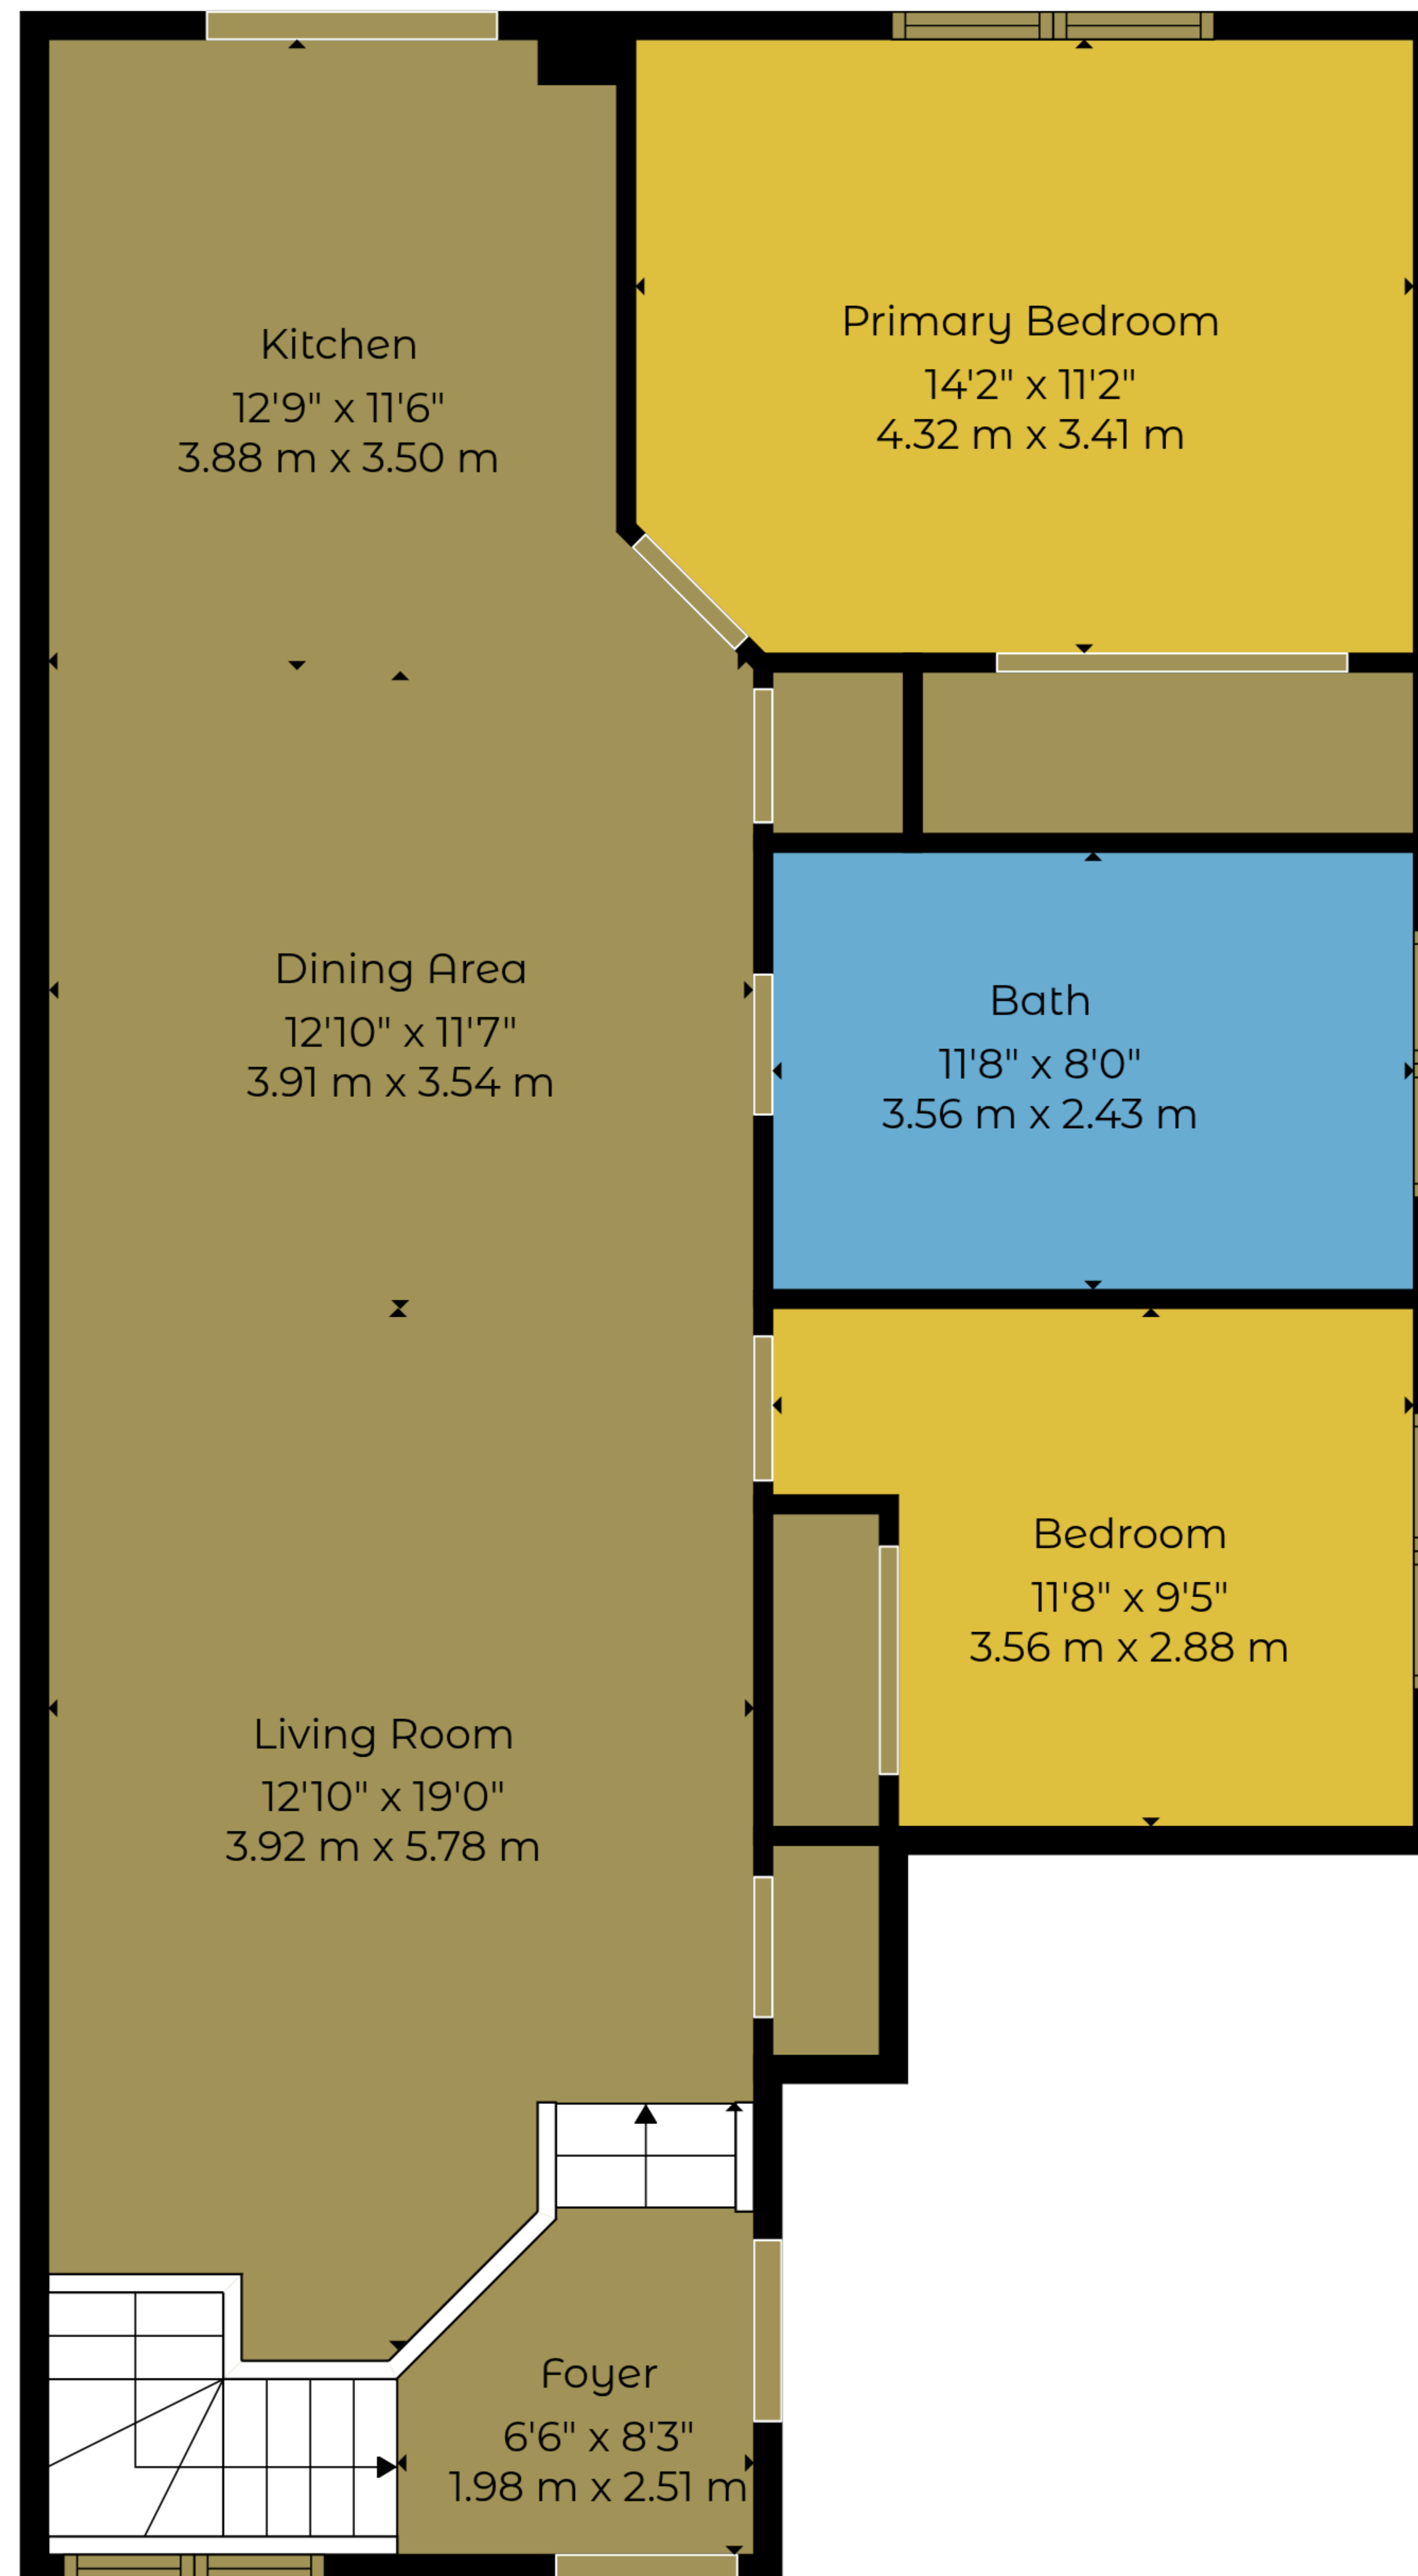 Primary Bedroom
14'2" x 11'2"
4.32 m x 3.41 m
Kitchen
12'9" x 11'6"
3.88 m x 3.50 m
Dining Area
12'10" x 11'7"
3.91 m x 3.54 m
Bath
11'8" x 8'0"
3.56 m x 2.43 m
Bedroom
11'8" x 9'5"
3.56 m x 2.88 m
Living Room
12'10" x 19'0"
3.92 m x 5.78 m
Foyer
6'6" x 8'3"
1.98 m x 2.51 m